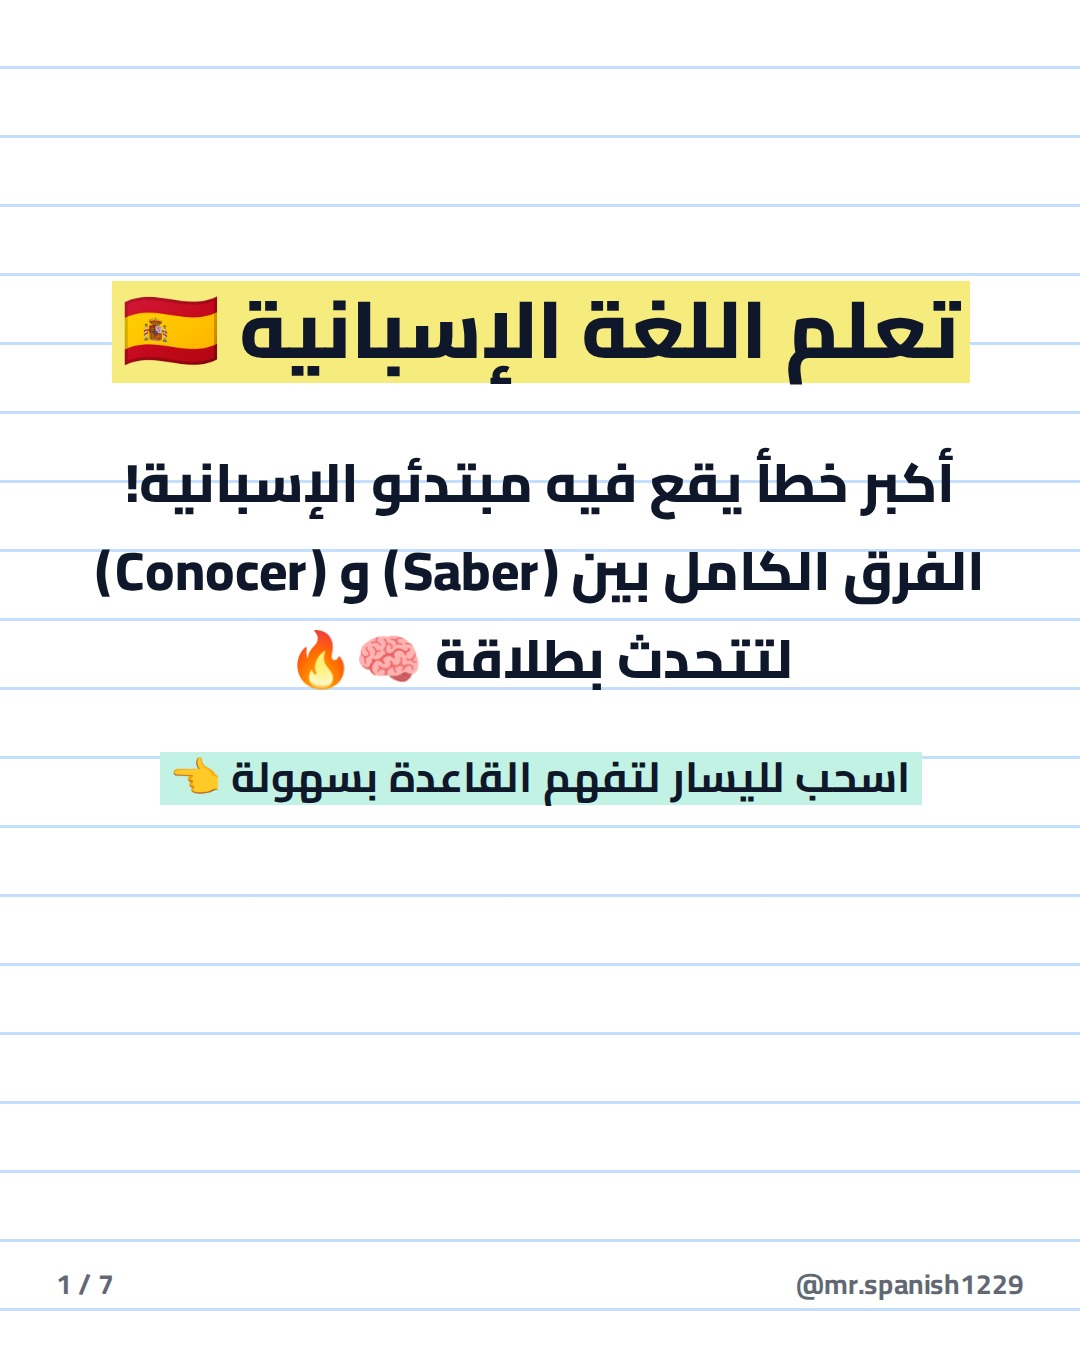 تعلم اللغة الإسبانية 🇪🇸
أكبر خطأ يقع فيه مبتدئو الإسبانية!
الفرق الكامل بين (Saber) و (Conocer)
لتتحدث بطلاقة 🧠🔥
اسحب لليسار لتفهم القاعدة بسهولة 👈
1 / 7
@mr.spanish1229